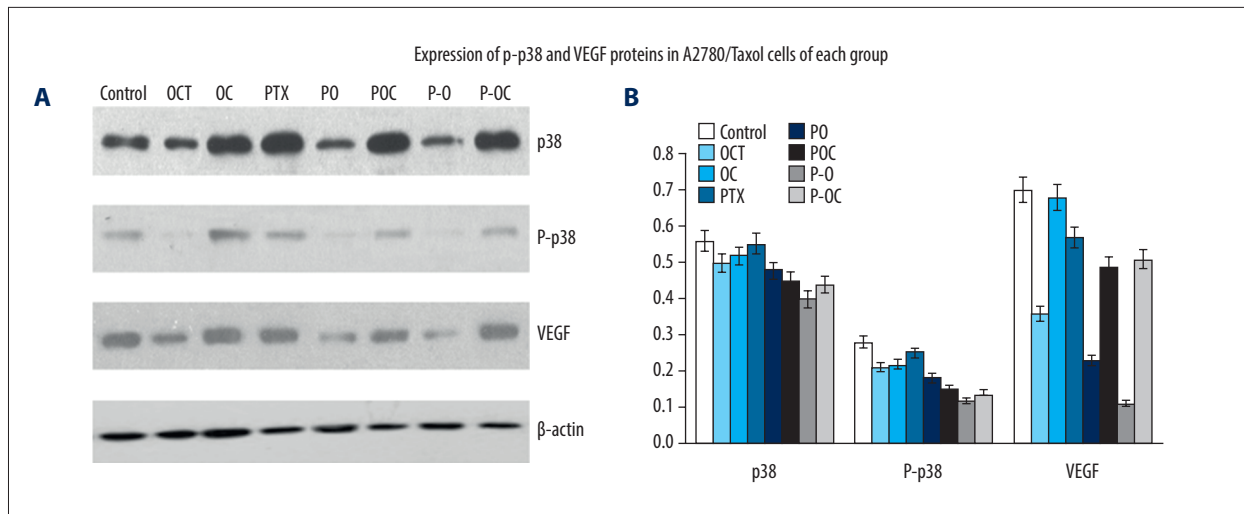 Expression of p-p38 and VEGF proteins in A2780/Taxol cells of each group
A
Control OCT OC PTX PO POC P-O P-OC
p38
P-p38
VEGF
β-actin
B
Control
OCT
OC
PTX
PO
POC
P-O
P-OC
0.8
0.7
0.6
0.5
0.4
0.3
0.2
0.1
0.0
p38 P-p38 VEGF